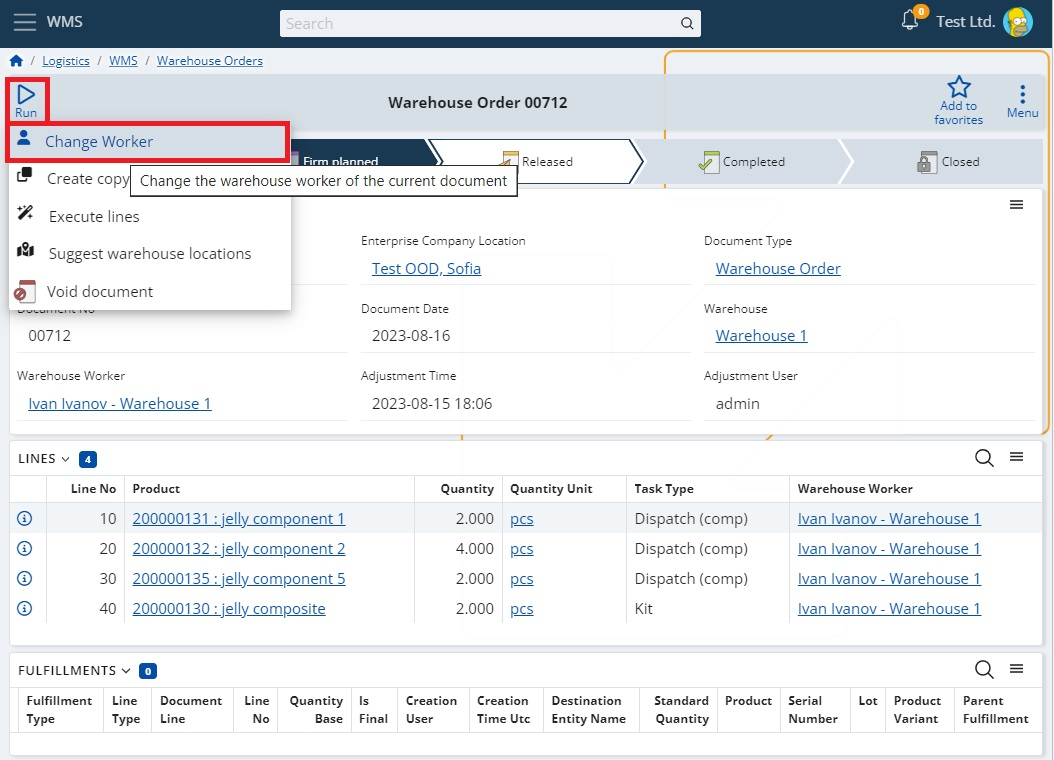 WMS
Search
0
Test Ltd.
/ Logistics / WMS / Warehouse Orders
Run
Warehouse Order 00712
Add to
favorites
Menu
Change Worker
Firm planned
Released
Completed
Closed
Create copy
Change the warehouse worker of the current document
Execute lines
Suggest warehouse locations
Void document
Enterprise Company Location
Document Type
Test OOD, Sofia
Warehouse Order
Document No
Document Date
Warehouse
00712
2023-08-16
Warehouse 1
Warehouse Worker
Adjustment Time
Adjustment User
Ivan Ivanov - Warehouse 1
2023-08-15 18:06
admin
LINES 4
Line No Product Quantity Quantity Unit Task Type Warehouse Worker
10 200000131 : jelly component 1 2.000 pcs Dispatch (comp) Ivan Ivanov - Warehouse 1
20 200000132 : jelly component 2 4.000 pcs Dispatch (comp) Ivan Ivanov - Warehouse 1
30 200000135 : jelly component 5 2.000 pcs Dispatch (comp) Ivan Ivanov - Warehouse 1
40 200000130 : jelly composite 2.000 pcs Kit Ivan Ivanov - Warehouse 1
FULFILLMENTS 0
Fulfillment Line Document Line Quantity Is Creation Creation Destination Standard Product Serial Lot Product Parent
Type Type Line No Base Final User Time Utc Entity Name Quantity Number Variant Fulfillment